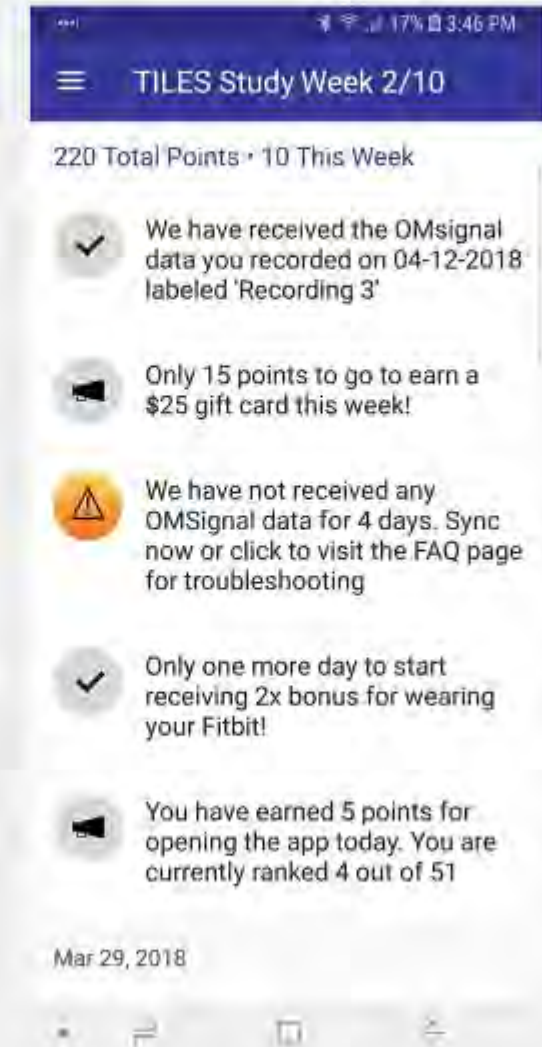 17% 3:46 PM
TILES Study Week 2/10
220 Total Points • 10 This Week
We have received the OMsignal
data you recorded on 04-12-2018
labeled 'Recording 3'
Only 15 points to go to earn a
$25 gift card this week!
We have not received any
OMSignal data for 4 days. Sync
now or click to visit the FAQ page
for troubleshooting
Only one more day to start
receiving 2x bonus for wearing
your Fitbit!
You have earned 5 points for
opening the app today. You are
currently ranked 4 out of 51
Mar 29, 2018